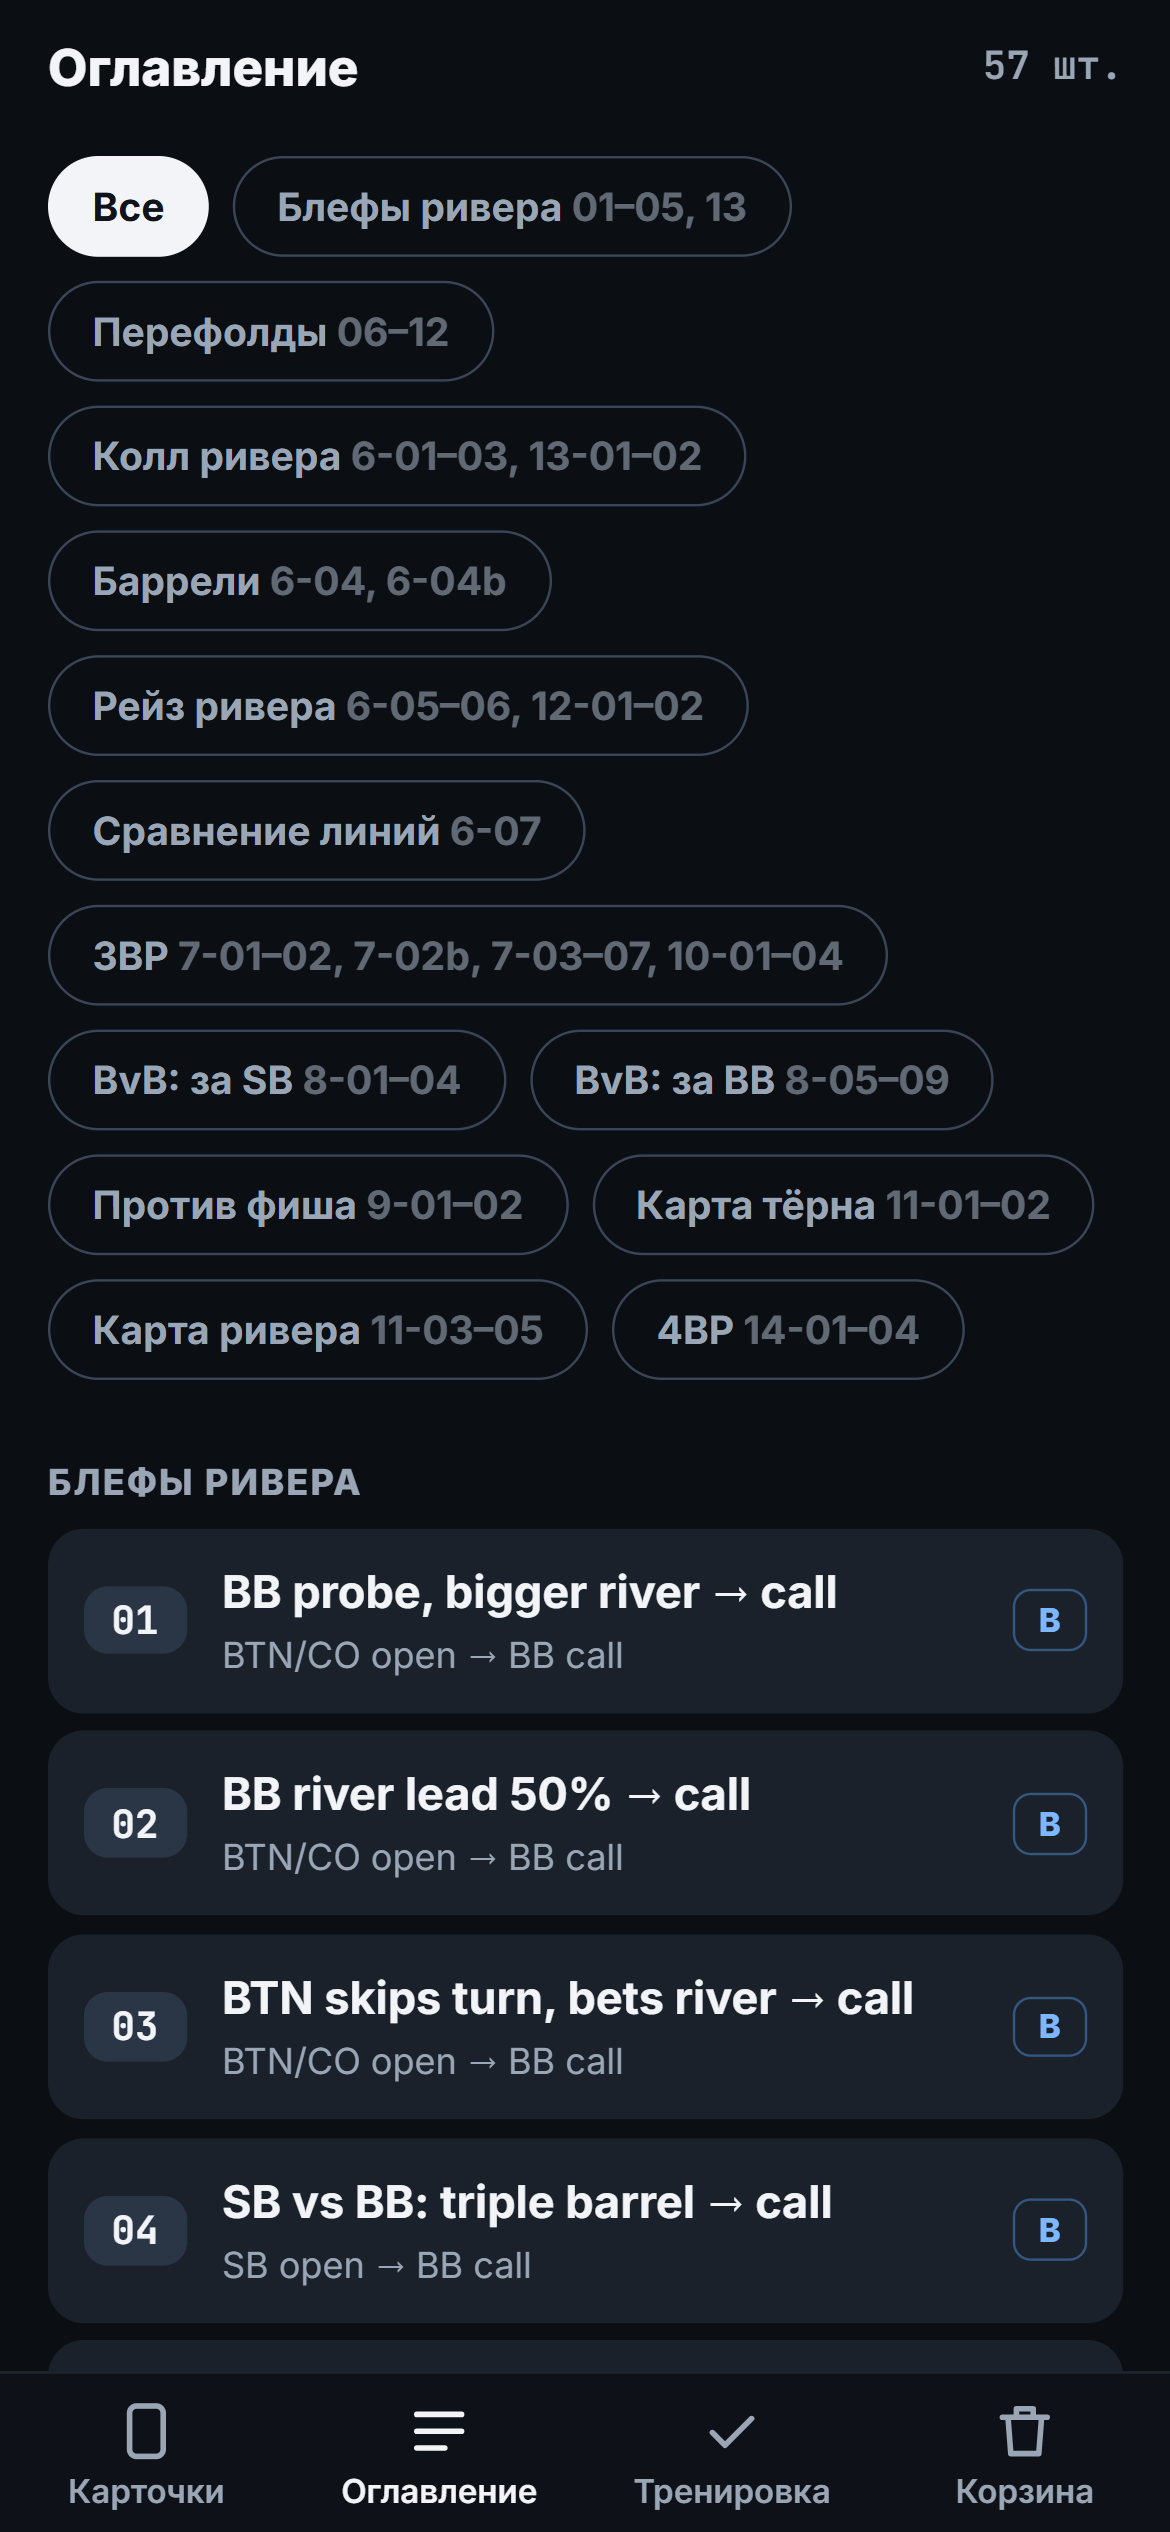 Оглавление
57 шт.
Все
Блефы ривера 01–05, 13
Перефолды 06–12
Колл ривера 6-01–03, 13-01–02
Баррели 6-04, 6-04b
Рейз ривера 6-05–06, 12-01–02
Сравнение линий 6-07
3BP 7-01–02, 7-02b, 7-03–07, 10-01–04
BvB: за SB 8-01–04
BvB: за BB 8-05–09
Против фиша 9-01–02
Карта тёрна 11-01–02
Карта ривера 11-03–05
4BP 14-01–04
БЛЕФЫ РИВЕРА
01
BB probe, bigger river → call
BTN/CO open → BB call
B
02
BB river lead 50% → call
BTN/CO open → BB call
B
03
BTN skips turn, bets river → call
BTN/CO open → BB call
B
04
SB vs BB: triple barrel → call
SB open → BB call
B
Карточки
Оглавление
Тренировка
Корзина